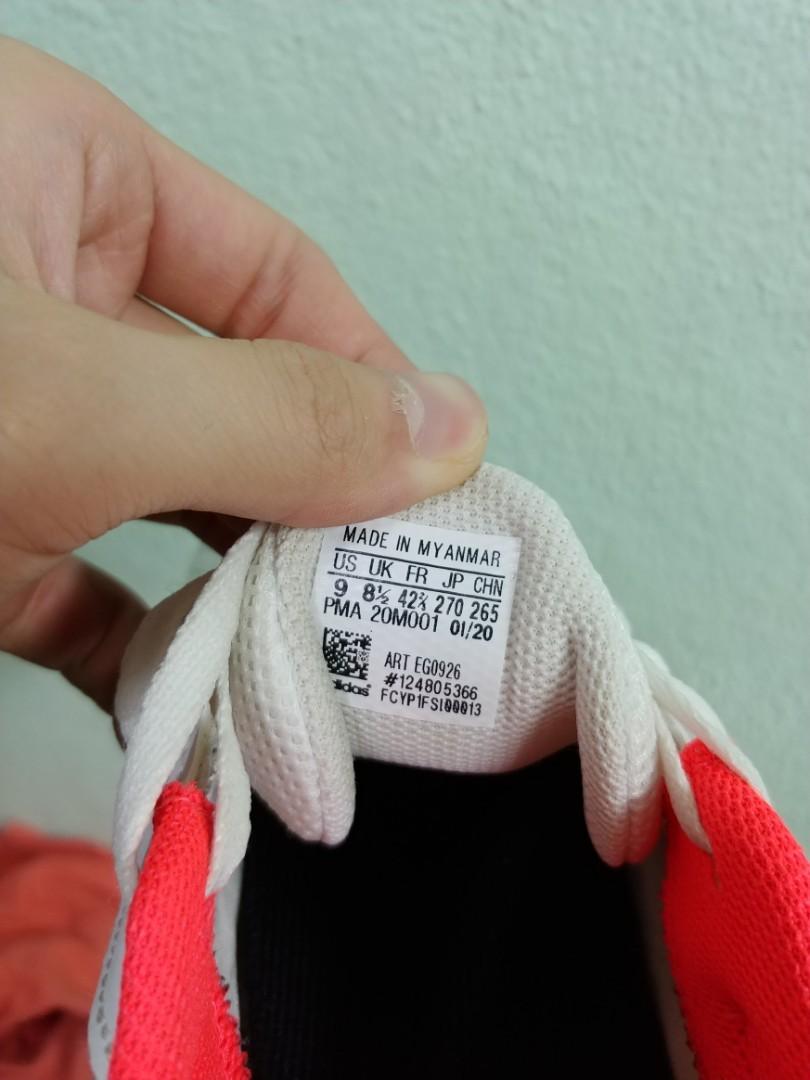 MADE IN MYANMAR
US UK FR JP CHN
9 8½ 42⅔ 270 265
PMA 20M001 01/20
ART EG0926
#124805366
adidas FCYP1FSI00013